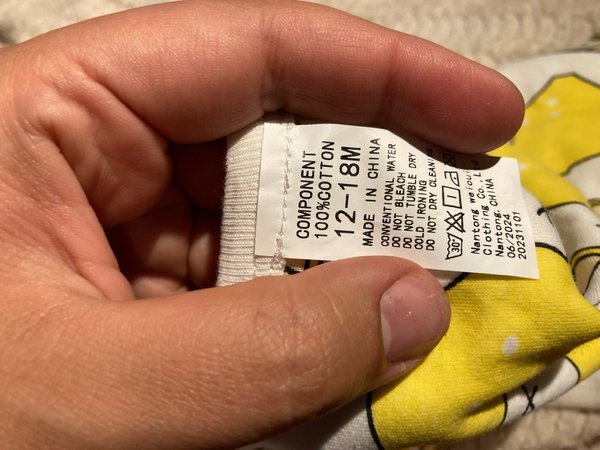 COMPONENT
100%COTTON
12-18M
MADE IN CHINA
CONVENTIONAL WATER
DO NOT BLEACH
DO NOT TUMBLE DRY
COLD IRONING
DO NOT DRY CLEANING
30°
Nantong weicui
Clothing Co., L
Nantong, CHINA
06/2024
20231101